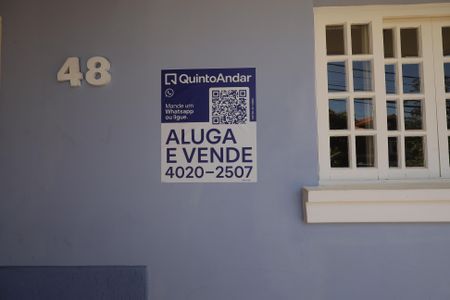 48
QuintoAndar
Mande um
Whatsapp
ou ligue.
ALUGA
E VENDE
4020-2507